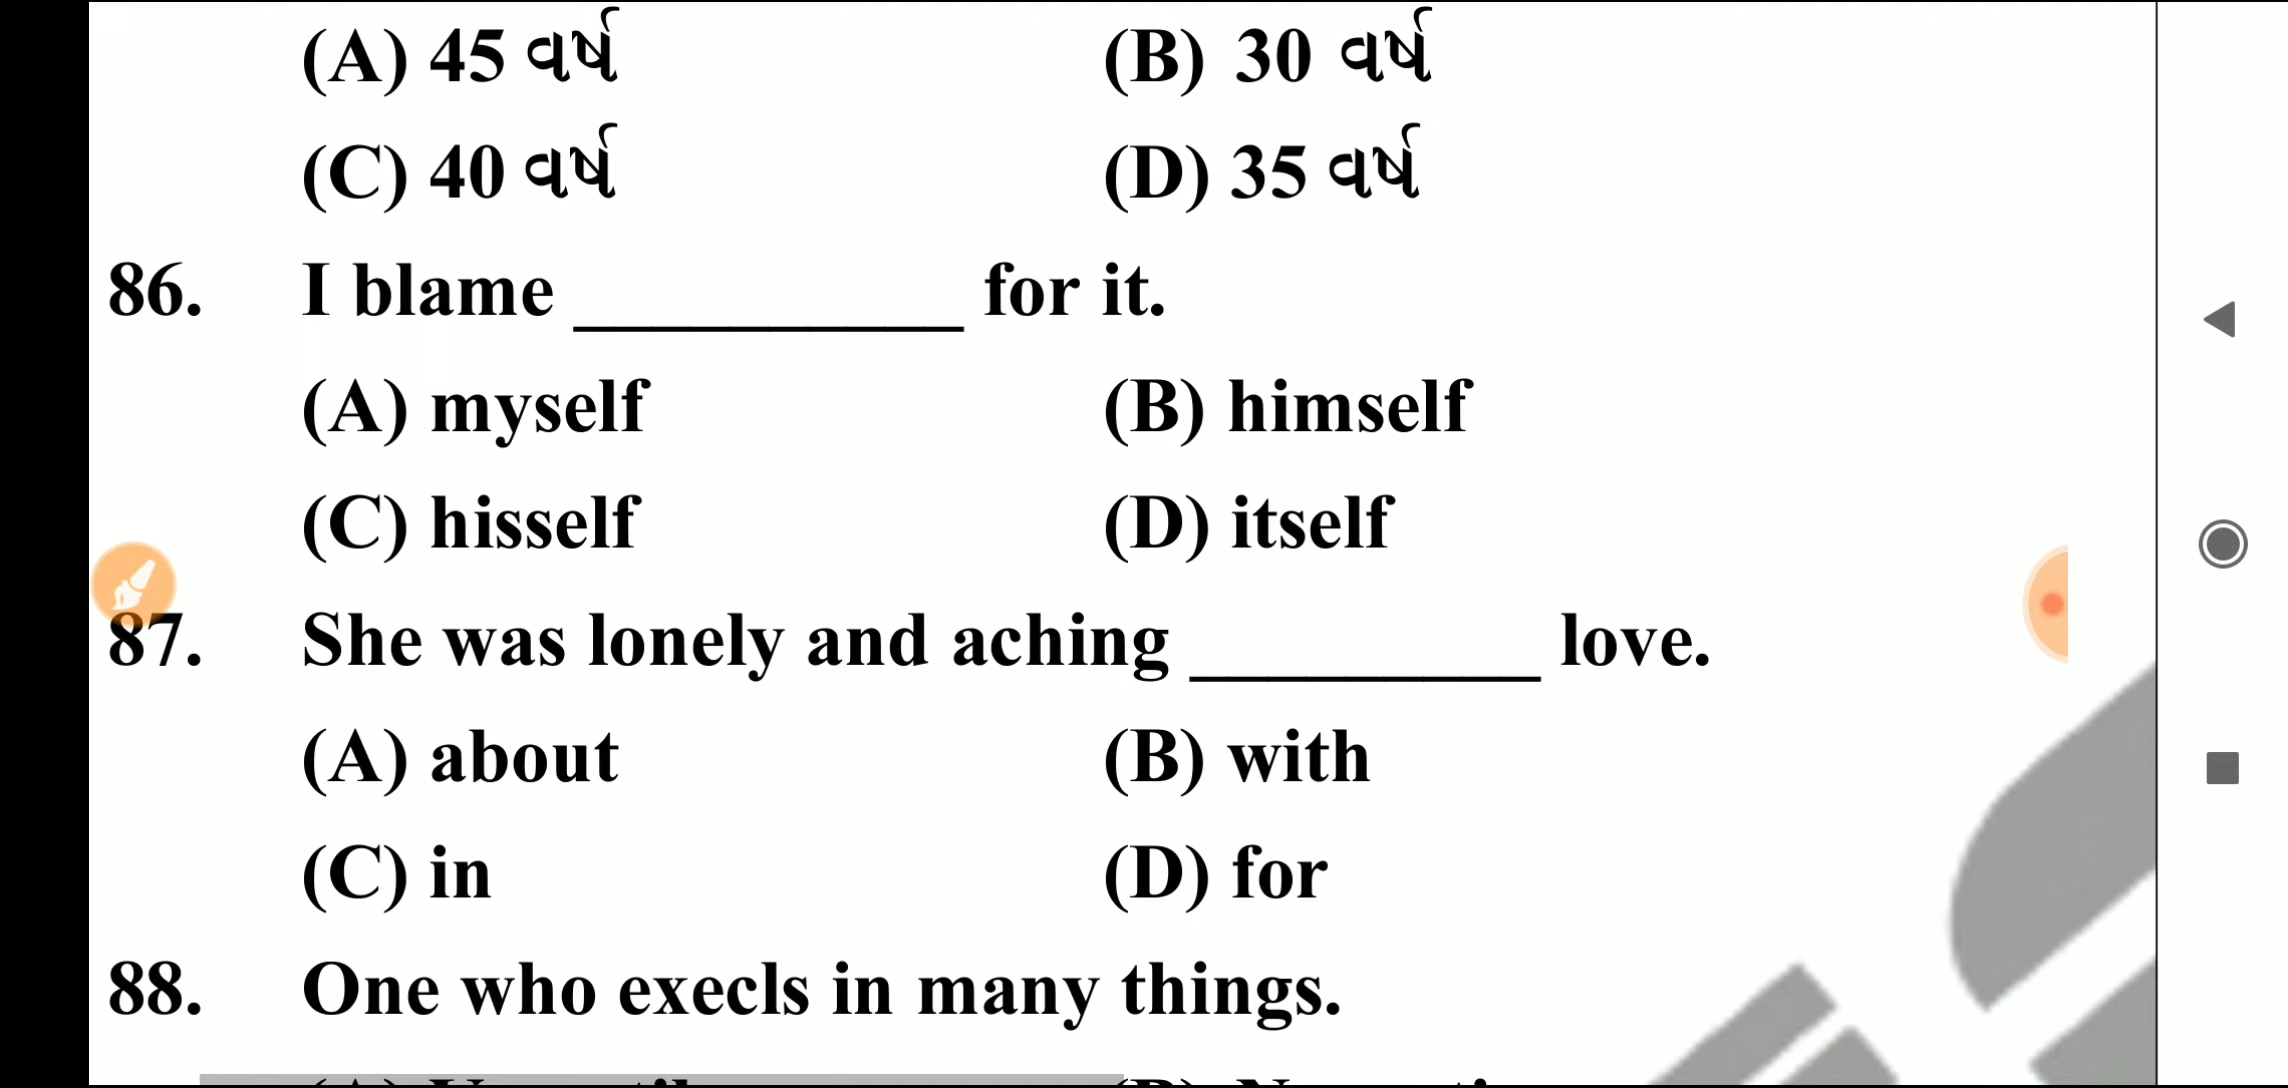 (A) 45 વર્ષ (B) 30 વર્ષ
(C) 40 વર્ષ (D) 35 વર્ષ
86. I blame __________ for it.
(A) myself (B) himself
(C) hisself (D) itself
87. She was lonely and aching _________ love.
(A) about (B) with
(C) in (D) for
88. One who execls in many things.